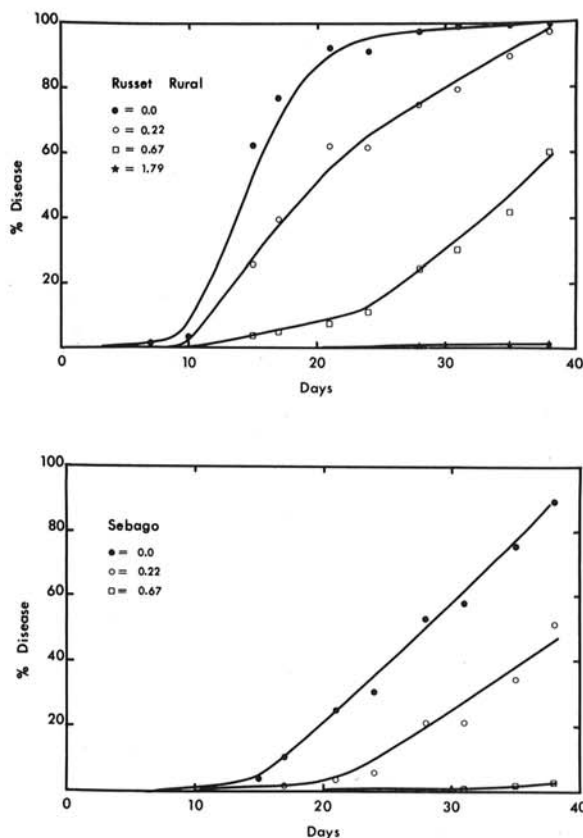 100
80
60
40
20
% Disease
Russet Rural
● = 0.0
○ = 0.22
□ = 0.67
★ = 1.79
0
10
20
30
40
Days
100
80
60
40
20
% Disease
Sebago
● = 0.0
○ = 0.22
□ = 0.67
0
10
20
30
40
Days